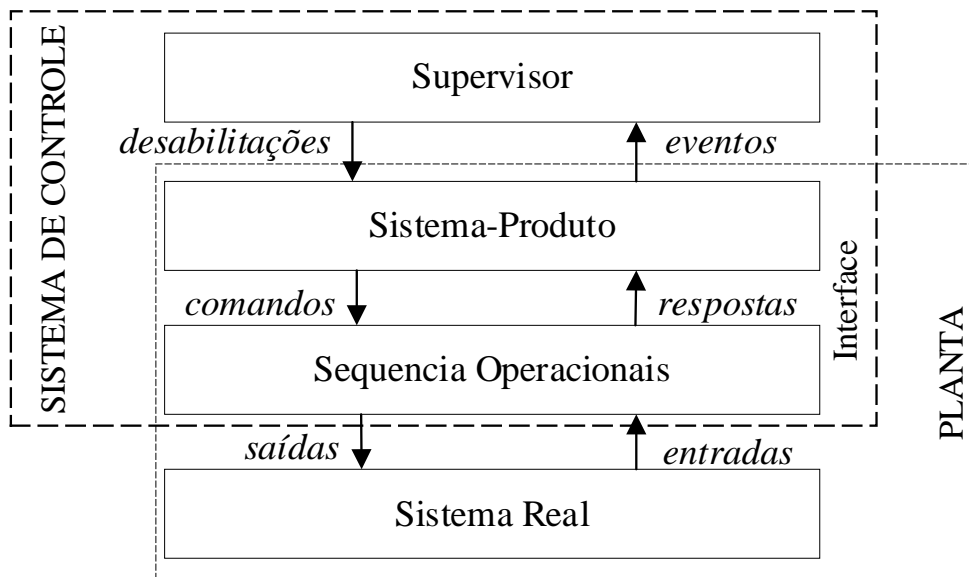 SISTEMA DE CONTROLE
Supervisor
desabilitações
eventos
Sistema-Produto
comandos
respostas
Interface
Sequencia Operacionais
PLANTA
saídas
entradas
Sistema Real